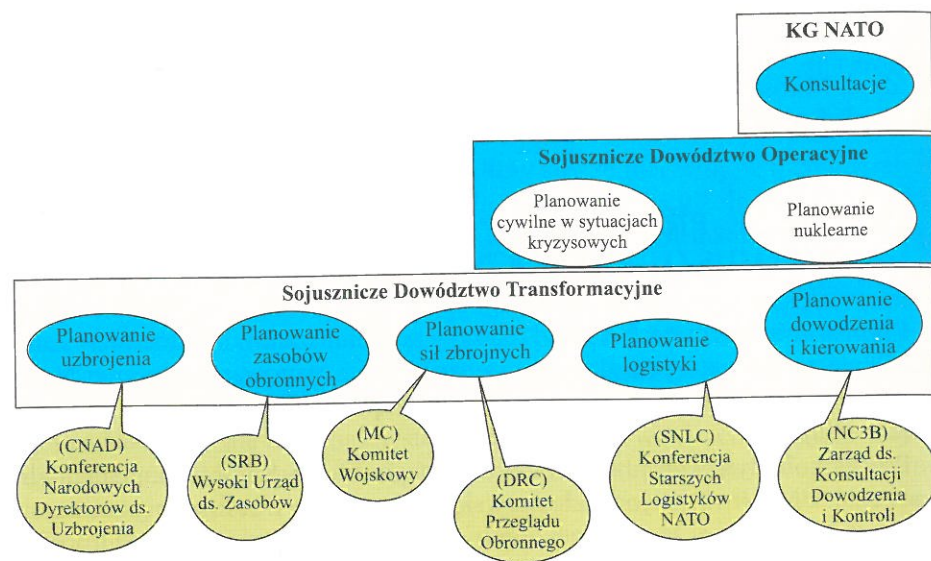 KG NATO
Konsultacje
Sojusznicze Dowództwo Operacyjne
Planowanie
cywilne w sytuacjach
kryzysowych
Planowanie
nuklearne
Sojusznicze Dowództwo Transformacyjne
Planowanie
uzbrojenia
Planowanie
zasobów
obronnych
Planowanie
sił zbrojnych
Planowanie
logistyki
Planowanie
dowodzenia
i kierowania
(CNAD)
Konferencja
Narodowych
Dyrektorów ds.
Uzbrojenia
(SRB)
Wysoki Urząd
ds. Zasobów
(MC)
Komitet
Wojskowy
(DRC)
Komitet
Przeglądu
Obronnego
(SNLC)
Konferencja
Starszych
Logistyków
NATO
(NC3B)
Zarząd ds.
Konsultacji
Dowodzenia
i Kontroli